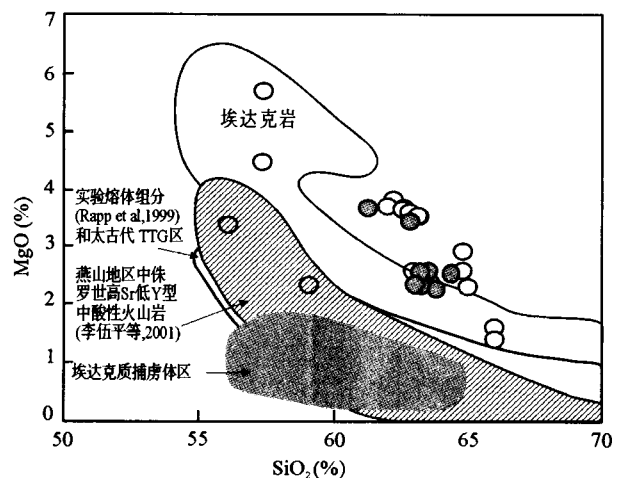 7
6
5
4
3
2
1
0
MgO (%)
埃达克岩
实验熔体组分
(Rapp et al,1999)
和太古代 TTG区
燕山地区中侏
罗世高Sr低Y型
中酸性火山岩
(李伍平等,2001)
埃达克质捕虏体区
50
55
60
65
70
SiO₂(%)